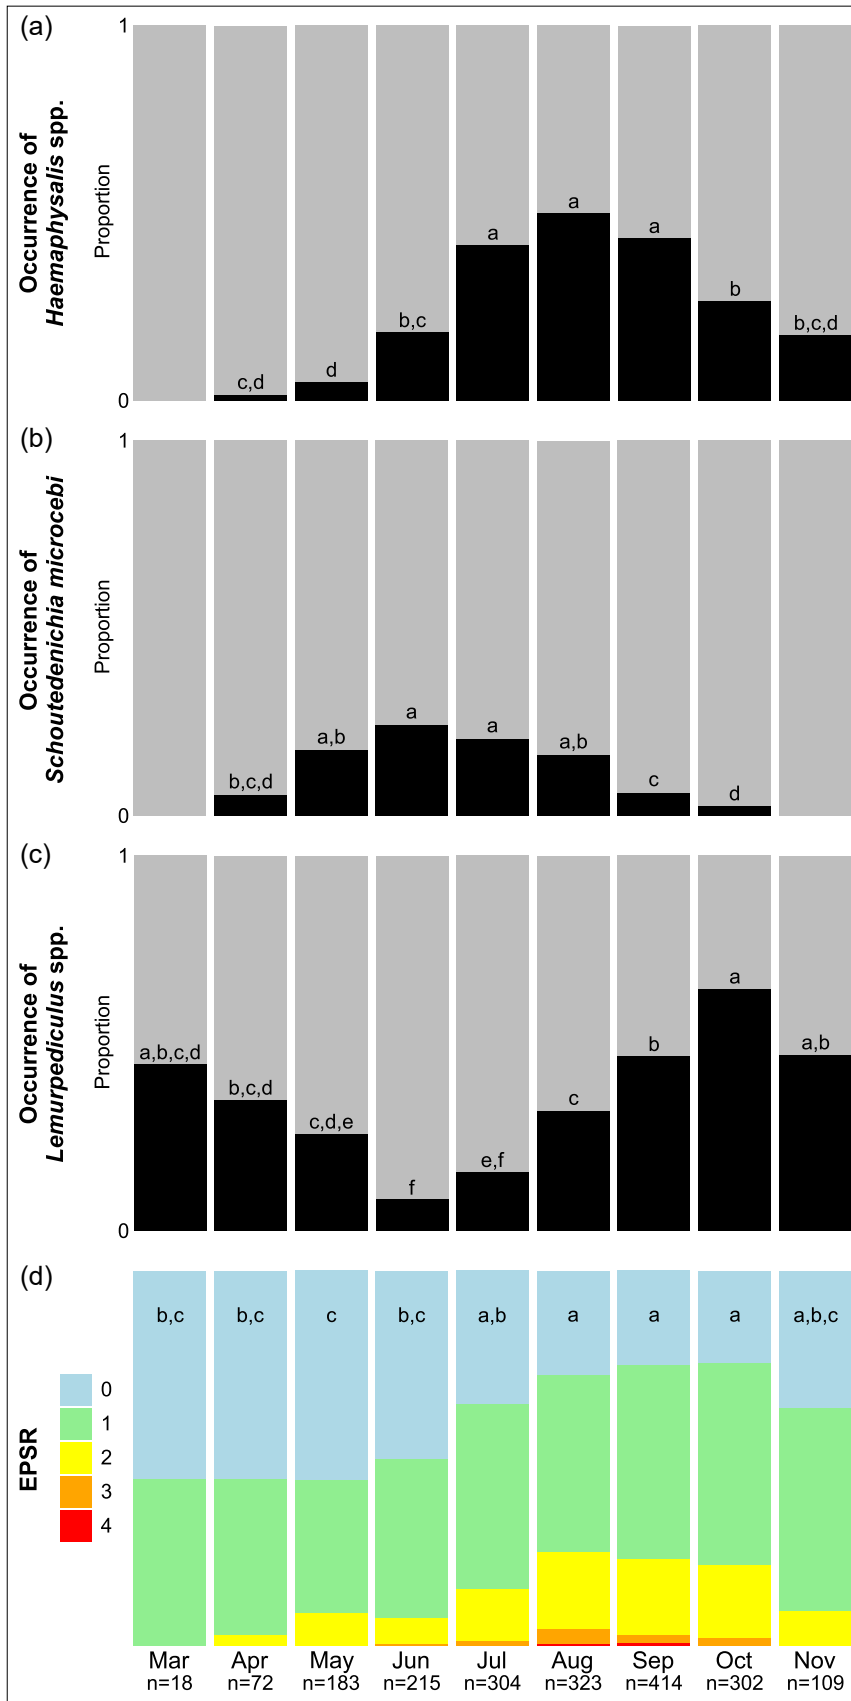 (a)
Occurrence of
Haemaphysalis spp.
Proportion
1
0
c,d
d
b,c
a
a
a
b
b,c,d
(b)
Occurrence of
Schoutedenichia microcebi
Proportion
1
0
b,c,d
a,b
a
a
a,b
c
d
(c)
Occurrence of
Lemurpediculus spp.
Proportion
1
0
a,b,c,d
b,c,d
c,d,e
f
e,f
c
b
a
a,b
(d)
EPSR
0
1
2
3
4
b,c
b,c
c
b,c
a,b
a
a
a
a,b,c
Mar Apr May Jun Jul Aug Sep Oct Nov
n=18 n=72 n=183 n=215 n=304 n=323 n=414 n=302 n=109